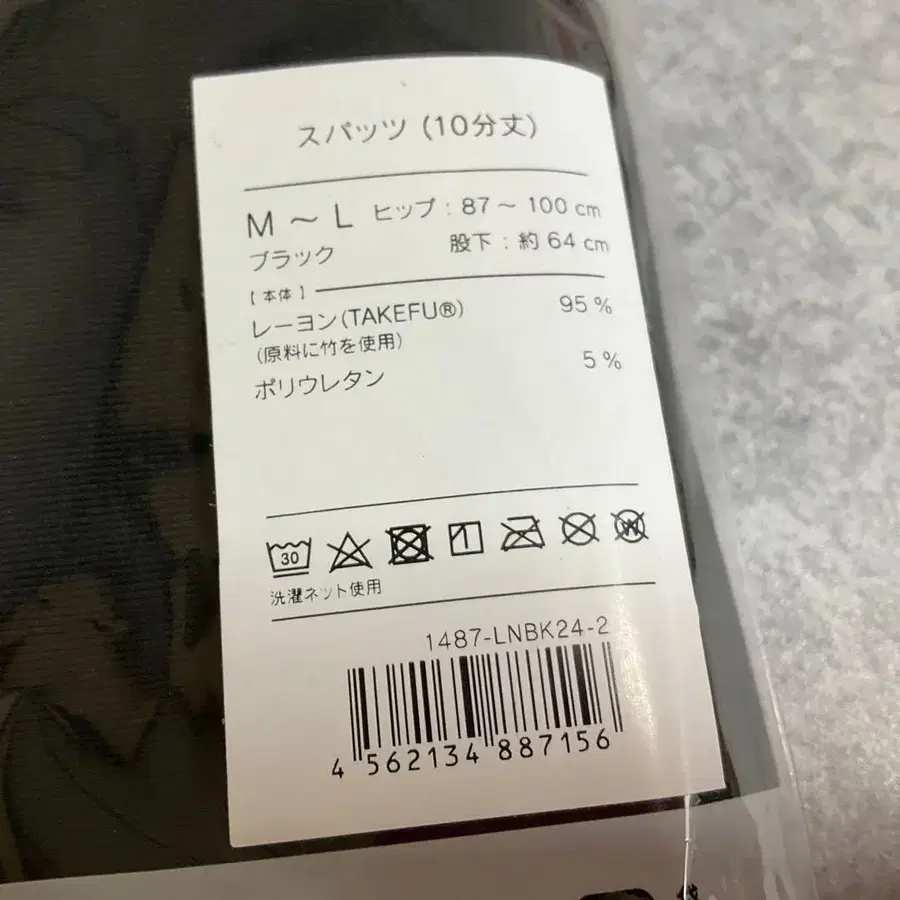 スパッツ (10分丈)
M ～ L ヒップ : 87 ～ 100 cm
ブラック 股下 : 約 64 cm
【 本体 】
レーヨン(TAKEFU®) 95 %
(原料に竹を使用)
ポリウレタン 5 %
30
W
洗濯ネット使用
1487-LNBK24-2
4 562134 887156